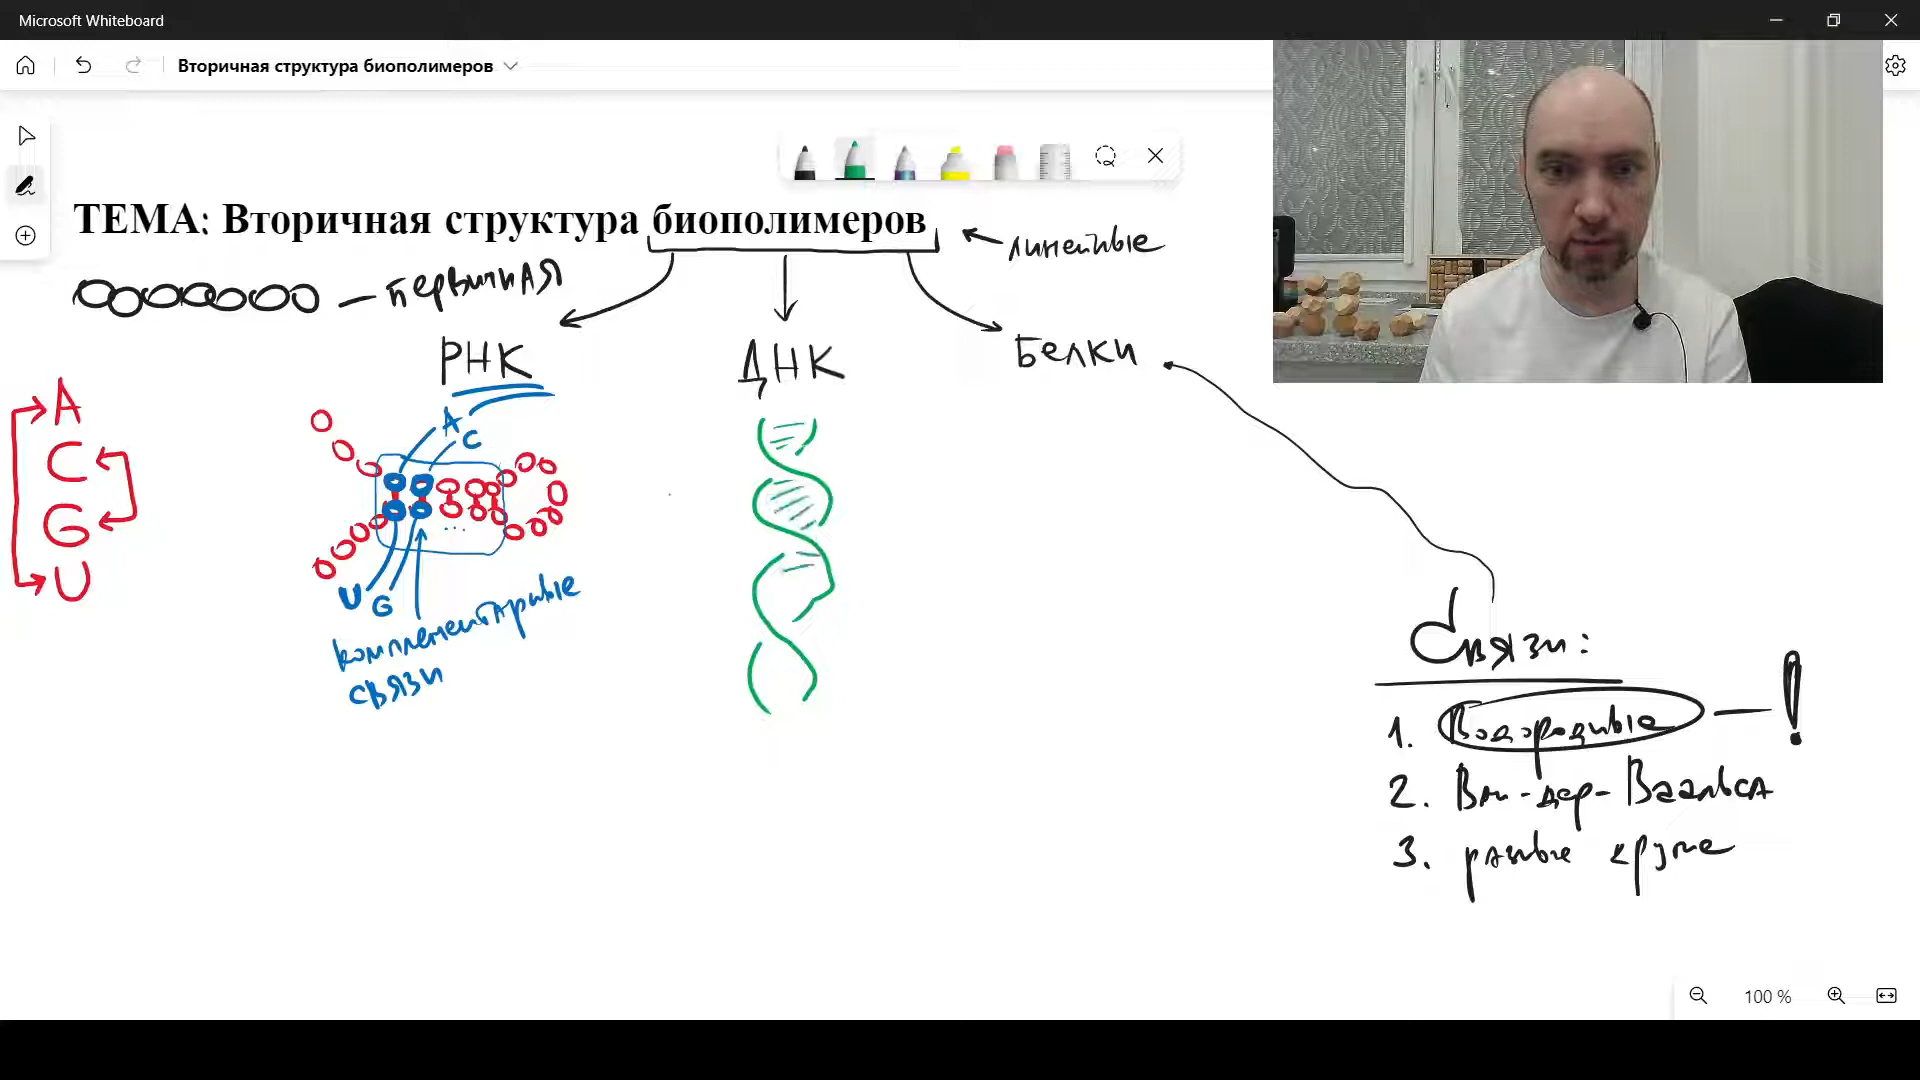 Microsoft Whiteboard
Вторичная структура биополимеров
ТЕМА: Вторичная структура биополимеров
линейные
первичная
РНК
ДНК
Белки
A
C
G
U
A
C
U
G
комплементарные
связи
Связи:
1. Водородные — !
2. Ван-дер-Ваальса
3. разные
100 %